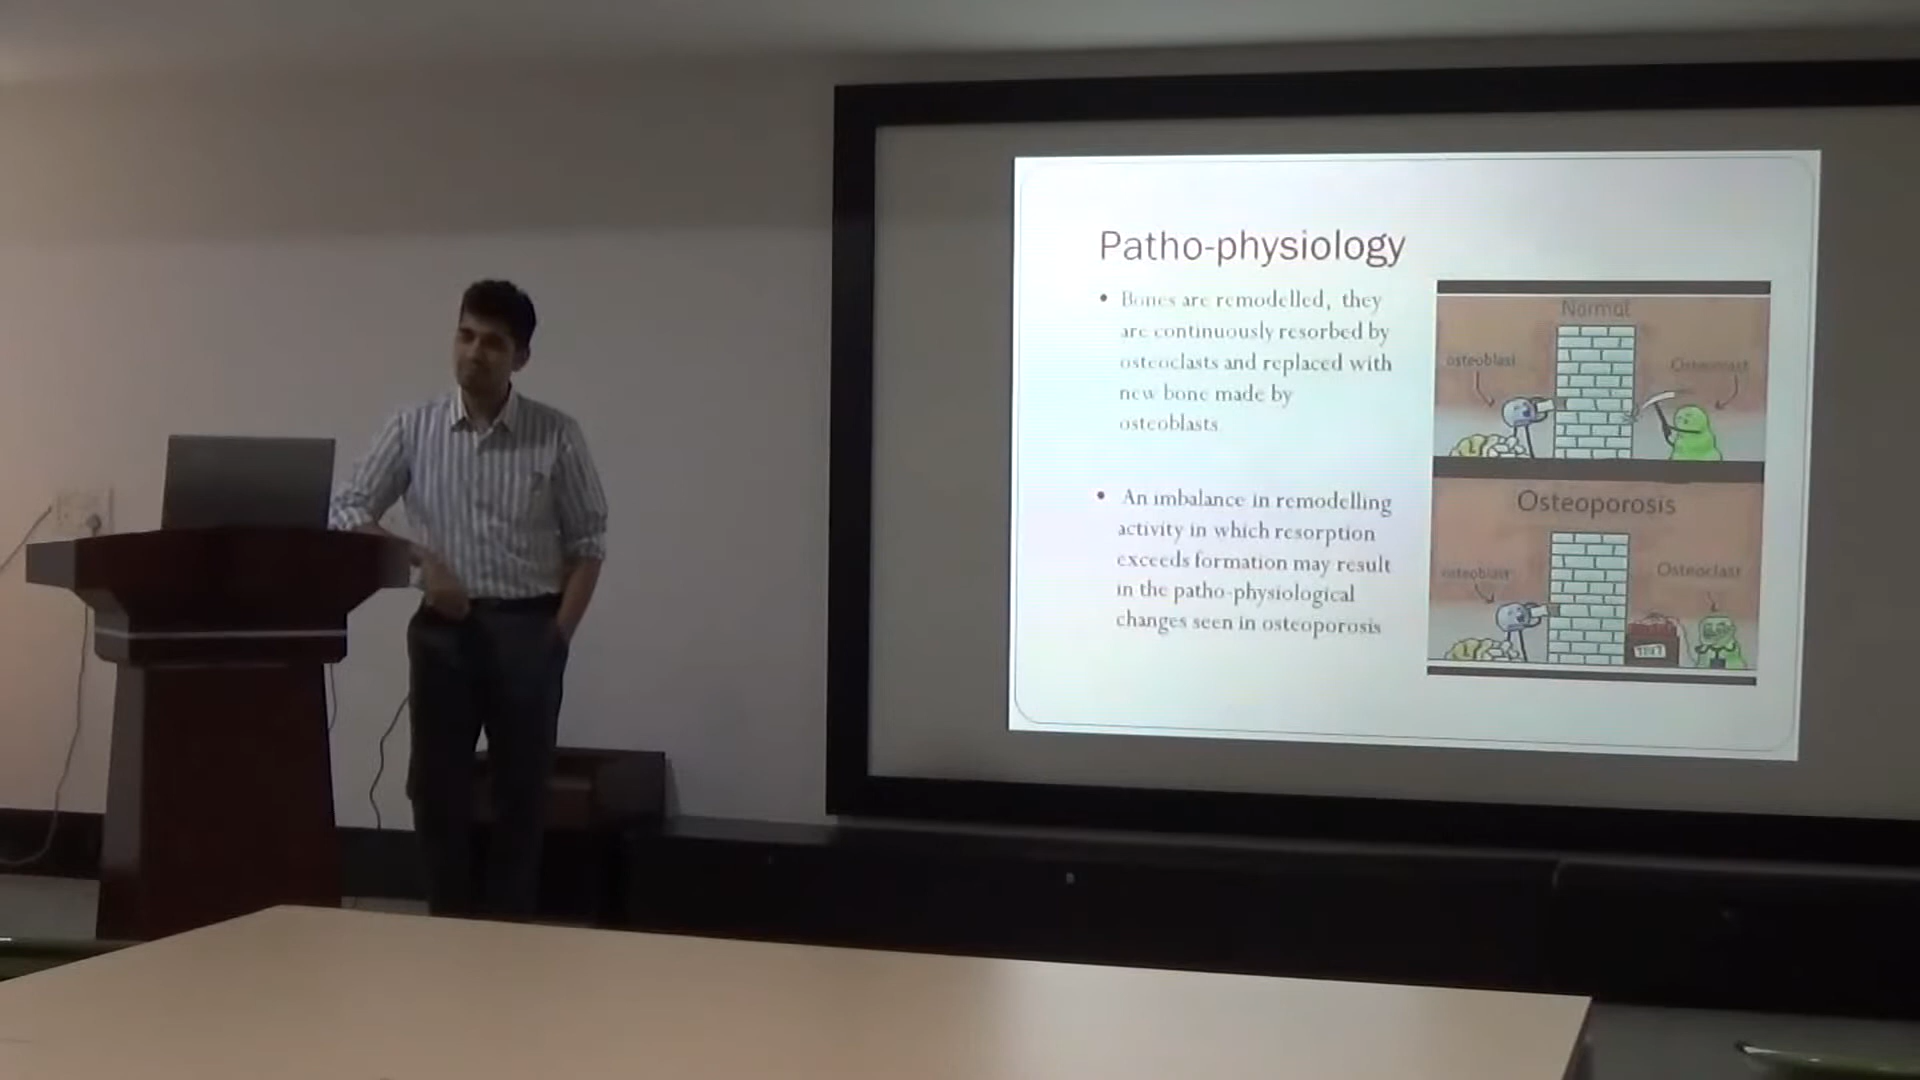 Patho-physiology
• Bones are remodelled, they
are continuously resorbed by
osteoclasts and replaced with
new bone made by
osteoblasts.
• An imbalance in remodelling
activity in which resorption
exceeds formation may result
in the patho-physiological
changes seen in osteoporosis
Normal
osteoblast
Osteoclast
Osteoporosis
osteoblast
Osteoclast
TNT